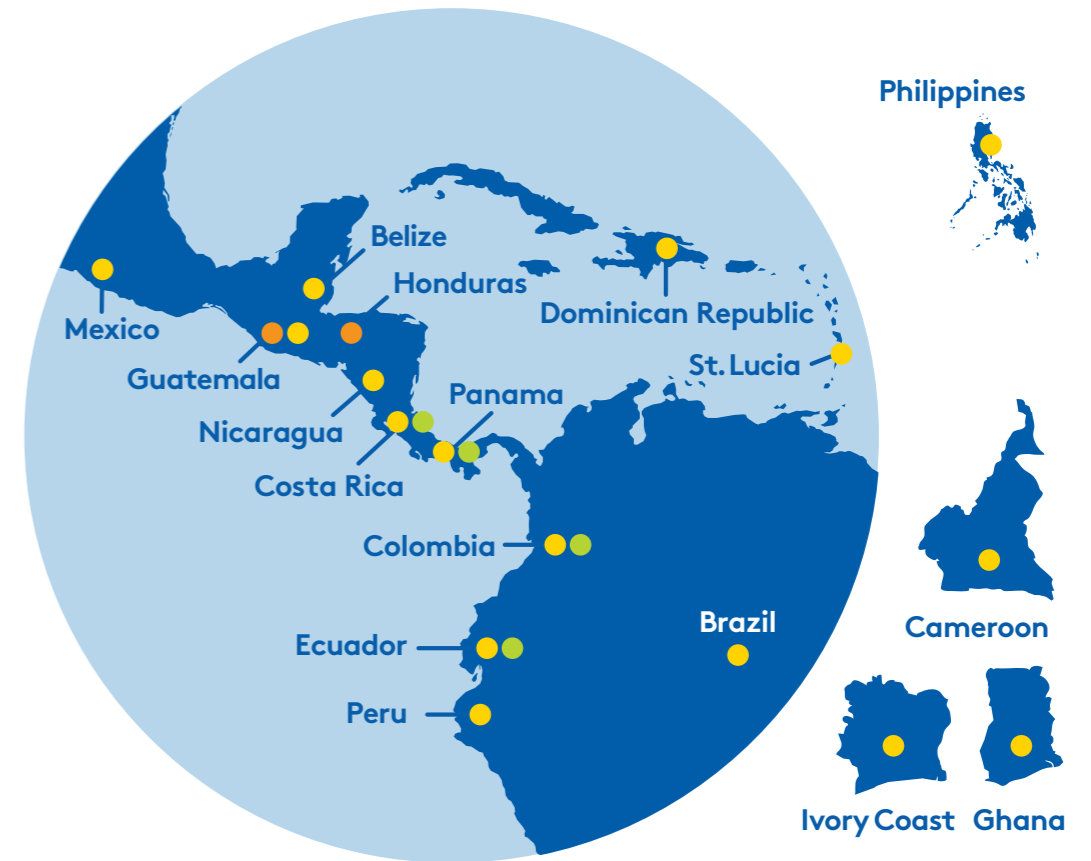 Philippines
Belize
Honduras
Mexico
Dominican Republic
St. Lucia
Guatemala
Panama
Nicaragua
Costa Rica
Colombia
Brazil
Cameroon
Ecuador
Peru
Ivory Coast
Ghana